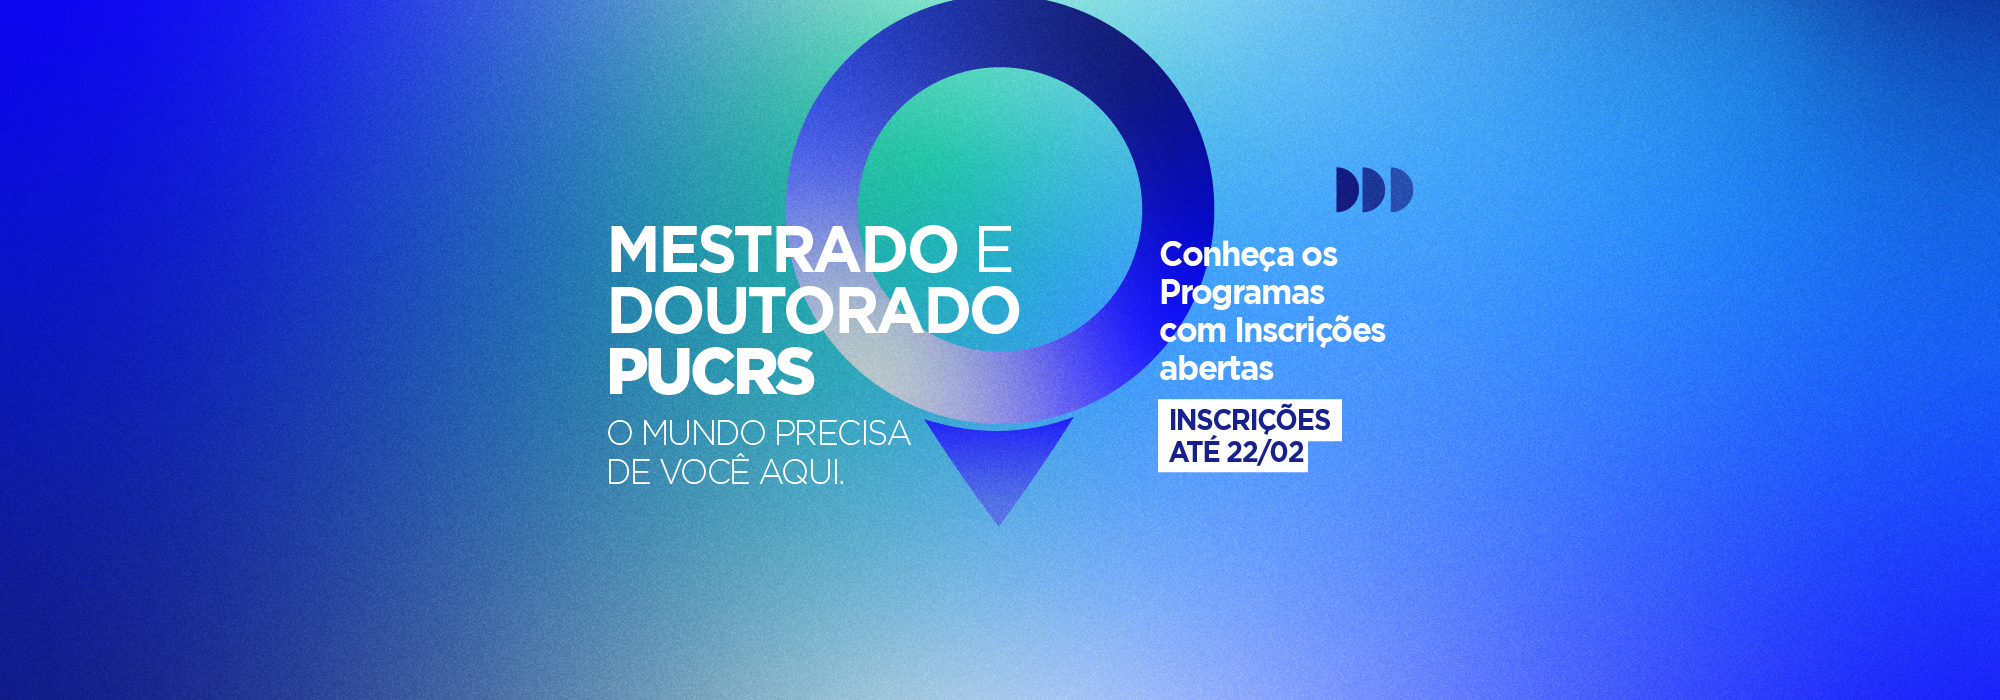 MESTRADO E
DOUTORADO
PUCRS
O MUNDO PRECISA
DE VOCÊ AQUI.
Conheça os
Programas
com Inscrições
abertas
INSCRIÇÕES
ATÉ 22/02